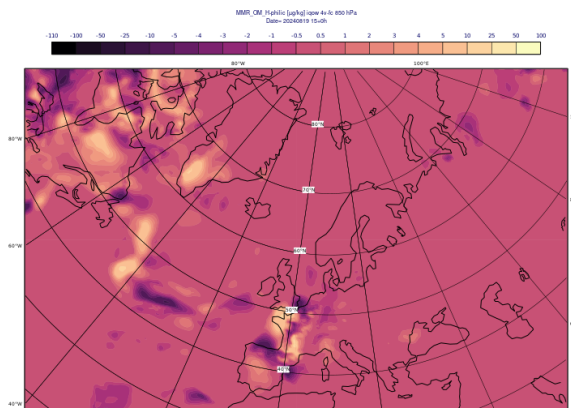 MMR_OM_H-philic [µg/kg] iqow 4v-fc 850 hPa
Date= 20240819 15+0h
-110 -100 -50 -25 -5 -4 -3 -2 -1 -0.5 0.5 1 2 3 4 5 10 25 50 100
80°W 100°E
80°N
80°W
70°N
60°W
60°N
50°N
40°N
40°W